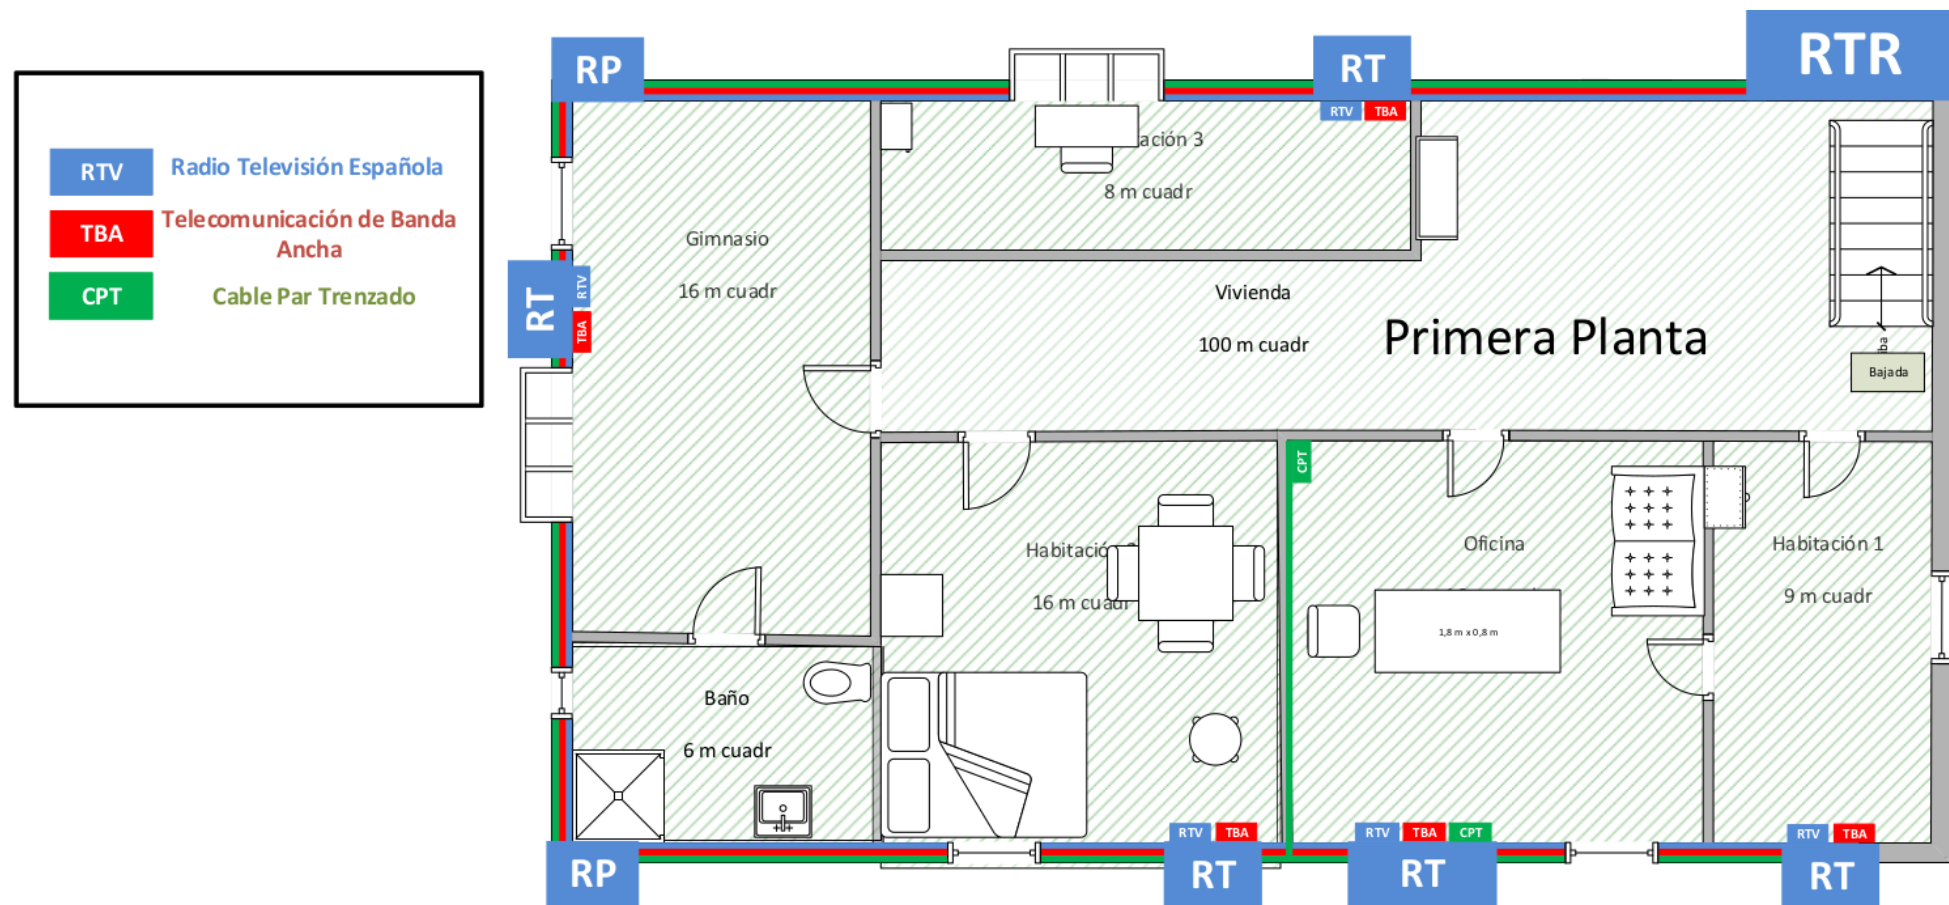 RP
RT
RTR
RTV
Radio Televisión Española
TBA
Telecomunicación de Banda
Ancha
CPT
Cable Par Trenzado
RTV
TBA
ación 3
8 m cuadr
Gimnasio
16 m cuadr
RT
RTV
TBA
Vivienda
100 m cuadr
Primera Planta
Bajada
CPT
Habitació
16 m cuadr
Oficina
1,8 m x 0,8 m
Habitación 1
9 m cuadr
Baño
6 m cuadr
RTV
TBA
RTV
TBA
CPT
RTV
TBA
RP
RT
RT
RT